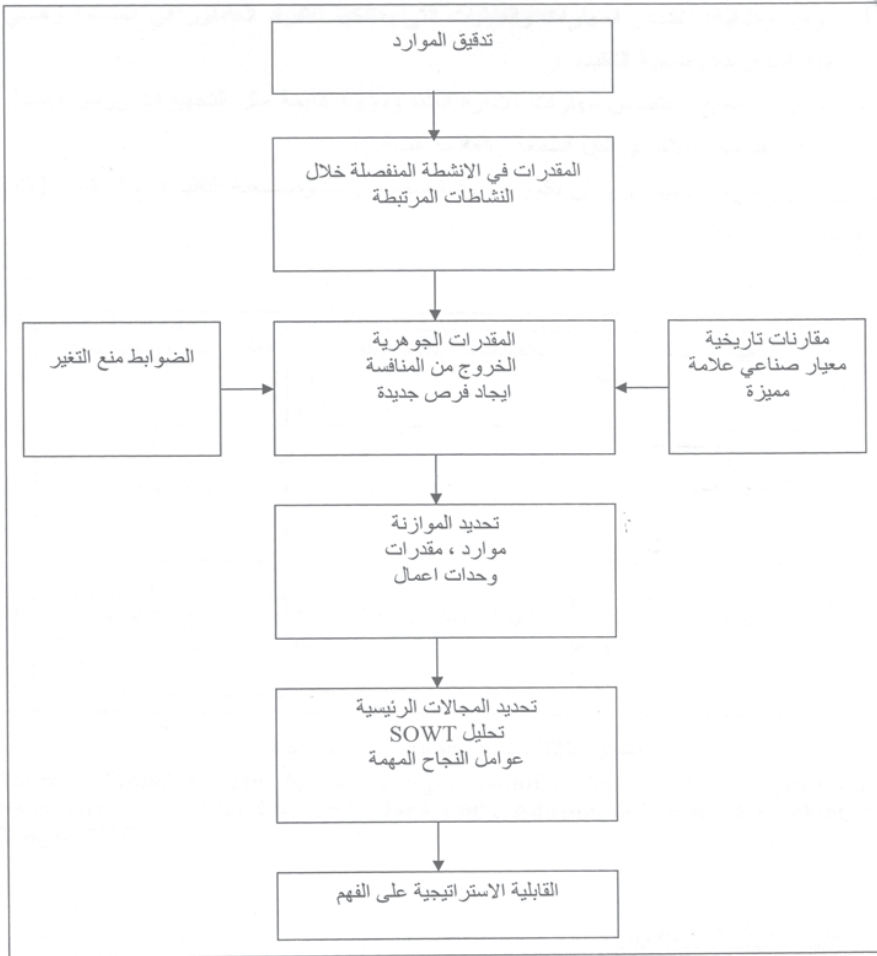 تدقيق الموارد
المقدرات في الانشطة المنفصلة خلال
النشاطات المرتبطة
المقدرات الجوهرية
الخروج من المنافسة
ايجاد فرص جديدة
الضوابط منع التغير
مقارنات تاريخية
معيار صناعي علامة
مميزة
تحديد الموازنة
موارد ، مقدرات
وحدات اعمال
تحديد المجالات الرئيسية
تحليل SOWT
عوامل النجاح المهمة
القابلية الاستراتيجية على الفهم